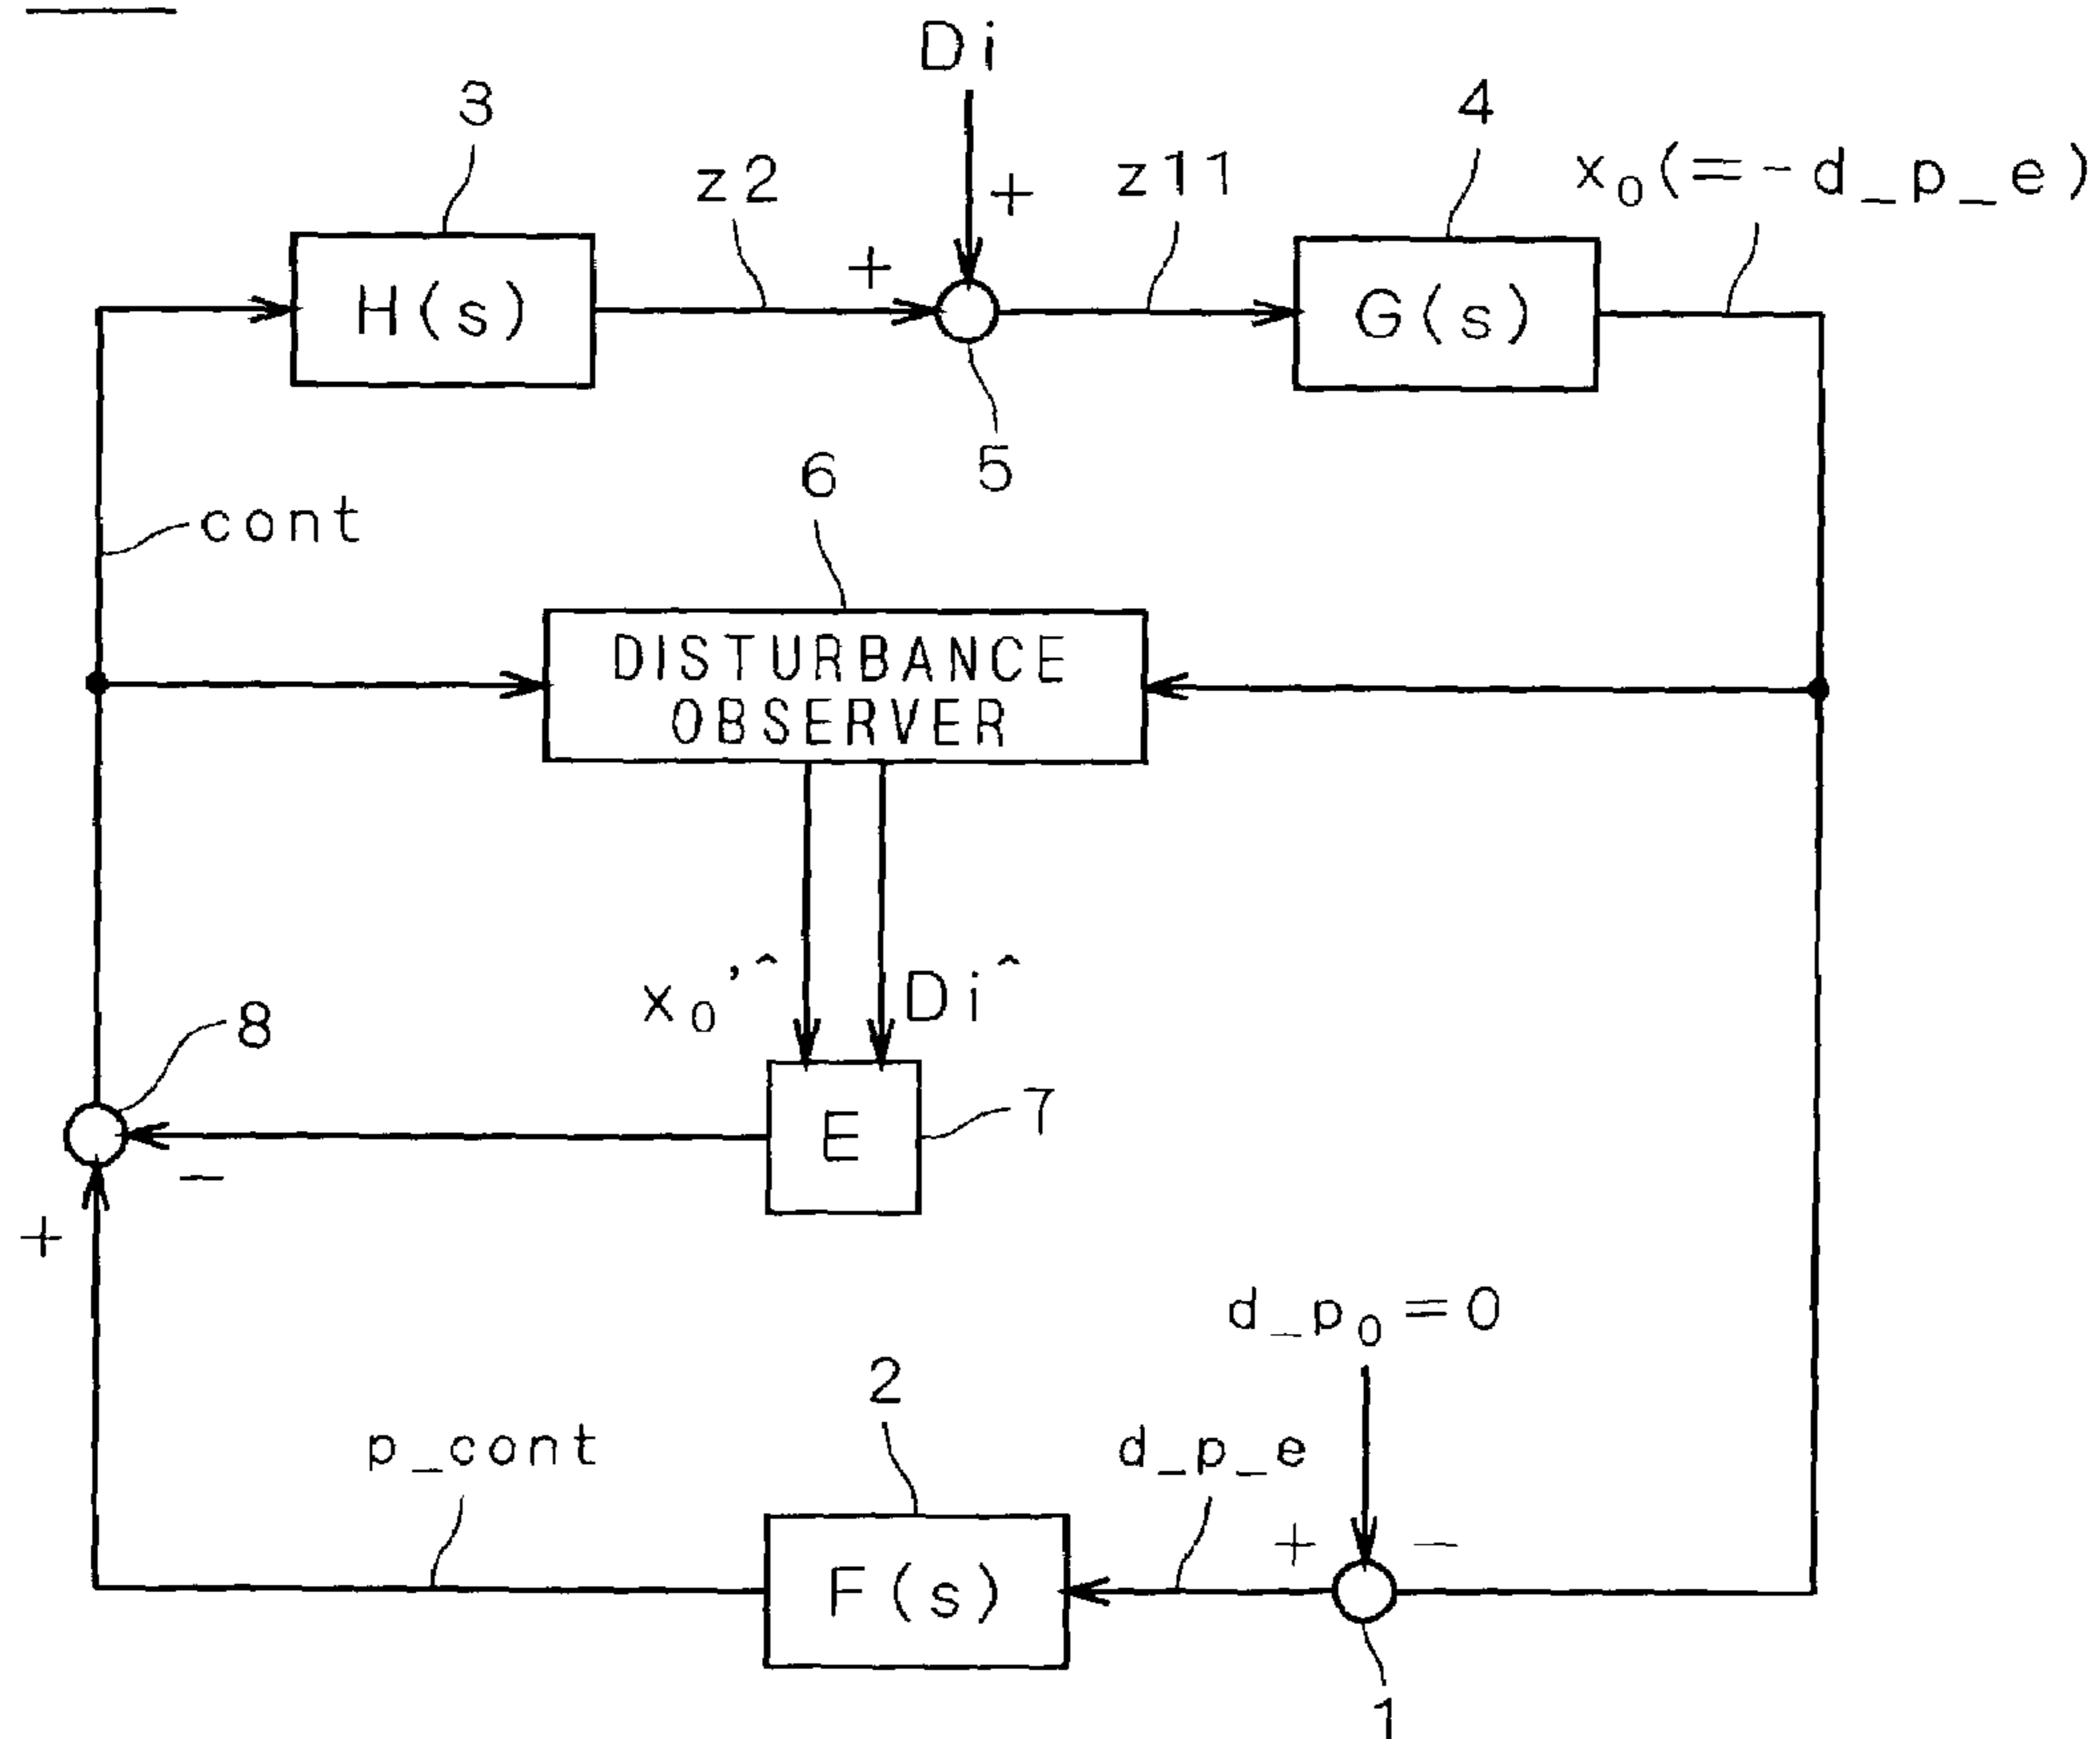 Di
3
4
z2
+
z11
x₀(=-d_p_e)
+
H(s)
G(s)
5
6
cont
DISTURBANCE
OBSERVER
x₀'^
Di^
8
7
E
-
+
d_p₀=0
2
p_cont
d_p_e
+
-
F(s)
1